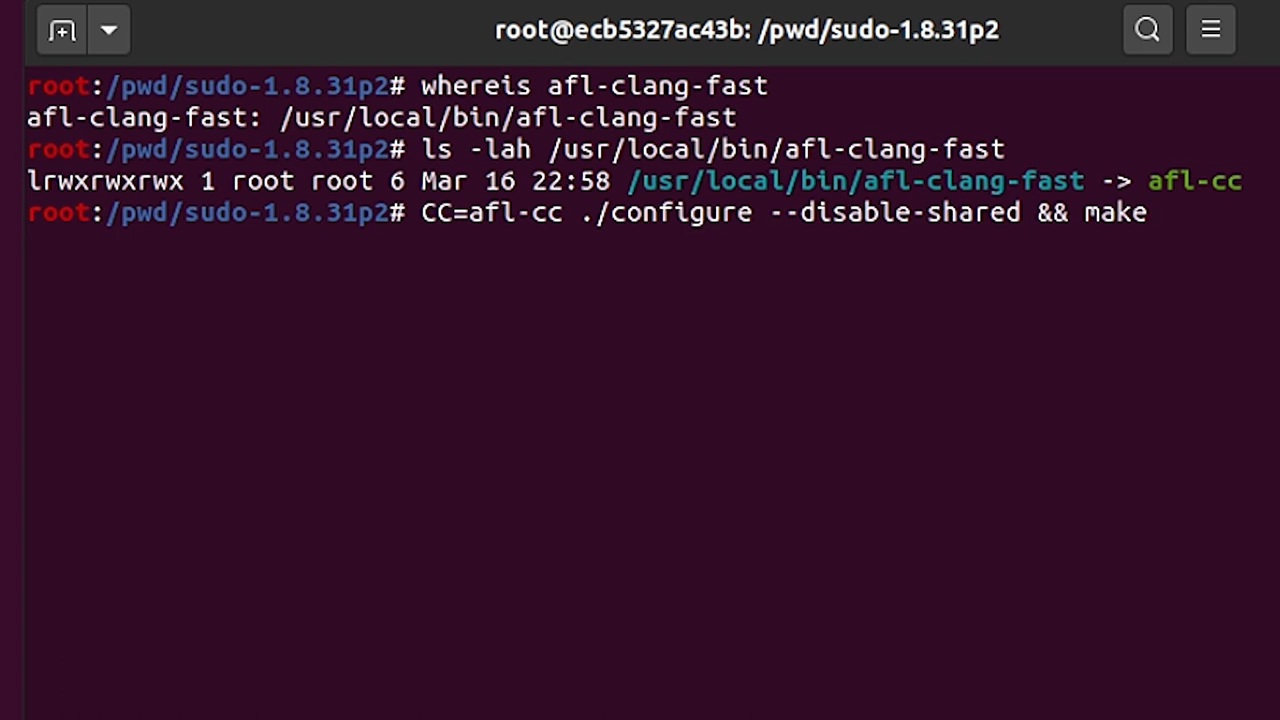 root@ecb5327ac43b: /pwd/sudo-1.8.31p2
root:/pwd/sudo-1.8.31p2# whereis afl-clang-fast
afl-clang-fast: /usr/local/bin/afl-clang-fast
root:/pwd/sudo-1.8.31p2# ls -lah /usr/local/bin/afl-clang-fast
lrwxrwxrwx 1 root root 6 Mar 16 22:58 /usr/local/bin/afl-clang-fast -> afl-cc
root:/pwd/sudo-1.8.31p2# CC=afl-cc ./configure --disable-shared && make